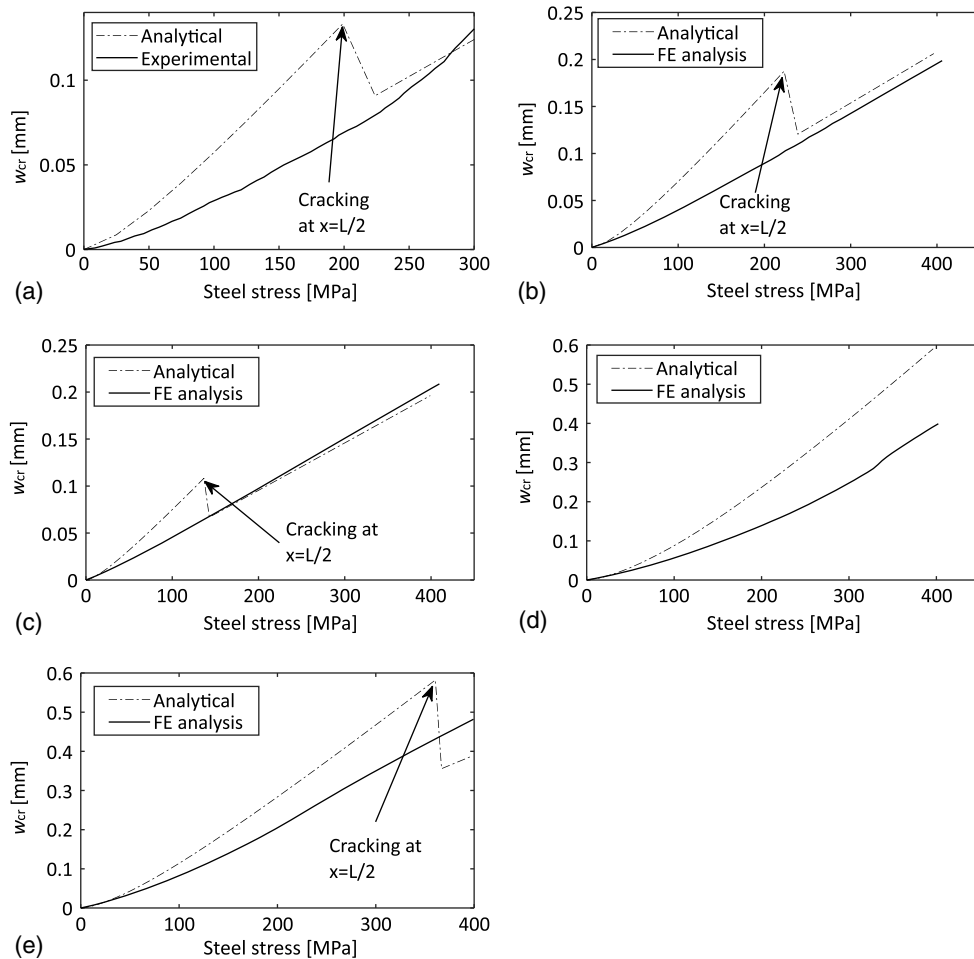 Analytical
Experimental
0.1
0.05
0
wcr [mm]
Cracking
at x=L/2
0 50 100 150 200 250 300
Steel stress [MPa]
(a)
Analytical
FE analysis
0.25
0.2
0.15
0.1
0.05
0
wcr [mm]
Cracking
at x=L/2
0 100 200 300 400
Steel stress [MPa]
(b)
Analytical
FE analysis
0.25
0.2
0.15
0.1
0.05
0
wcr [mm]
Cracking at
x=L/2
0 100 200 300 400
Steel stress [MPa]
(c)
Analytical
FE analysis
0.6
0.5
0.4
0.3
0.2
0.1
0
wcr [mm]
0 100 200 300 400
Steel stress [MPa]
(d)
Analytical
FE analysis
0.6
0.5
0.4
0.3
0.2
0.1
0
wcr [mm]
Cracking at
x=L/2
0 100 200 300 400
Steel stress [MPa]
(e)